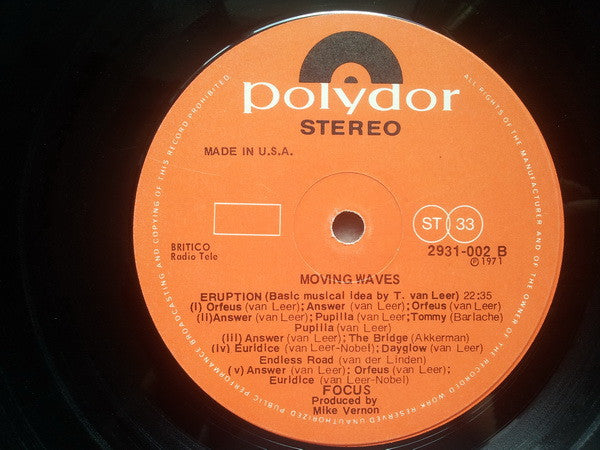 polydor
STEREO
MADE IN U.S.A.
ST 33
BRITICO
Radio Tele
2931-002 B
℗1971
MOVING WAVES
ERUPTION (Basic musical idea by T. van Leer) 22:35
(i) Orfeus (van Leer); Answer (van Leer); Orfeus (van Leer)
(ii) Answer (van Leer); Pupilla (van Leer); Tommy (Barlache)
Pupilla (van Leer)
(iii) Answer (van Leer); The Bridge (Akkerman)
(iv) Euridice (van Leer-Nobel); Dayglow (van Leer)
Endless Road (van der Linden)
(v) Answer (van Leer); Orfeus (van Leer);
Euridice (van Leer-Nobel)
FOCUS
Produced by
Mike Vernon
ALL RIGHTS OF THE MANUFACTURER AND OF THE OWNER OF THE RECORDED WORK RESERVED UNAUTHORIZED PUBLIC PERFORMANCE BROADCASTING AND COPYING OF THIS RECORD PROHIBITED